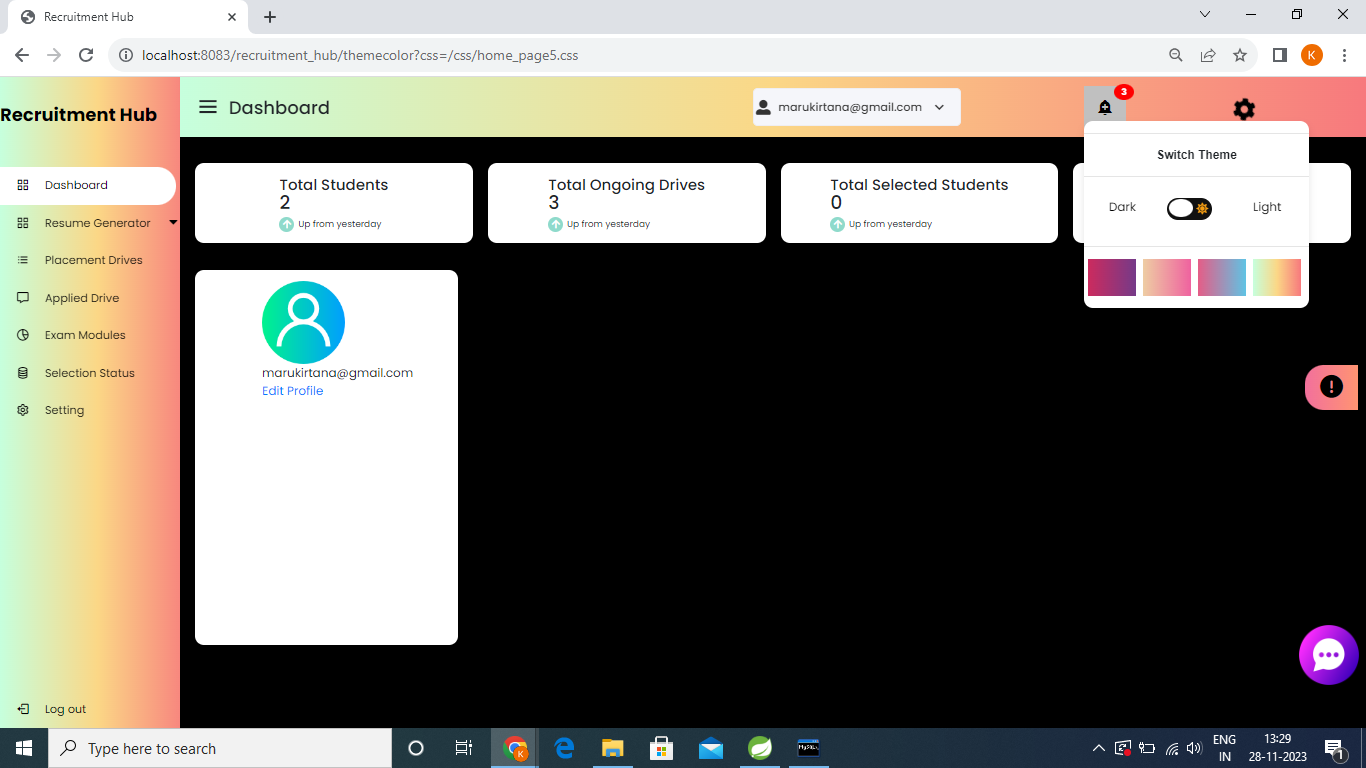 Recruitment Hub
localhost:8083/recruitment_hub/themecolor?css=/css/home_page5.css
K
Recruitment Hub
Dashboard
marukirtana@gmail.com
3
Switch Theme
Dark
Light
Dashboard
Resume Generator
Placement Drives
Applied Drive
Exam Modules
Selection Status
Setting
Log out
Total Students
2
Up from yesterday
Total Ongoing Drives
3
Up from yesterday
Total Selected Students
0
Up from yesterday
marukirtana@gmail.com
Edit Profile
Type here to search
K
MySQL
ENG
IN
13:29
28-11-2023
1